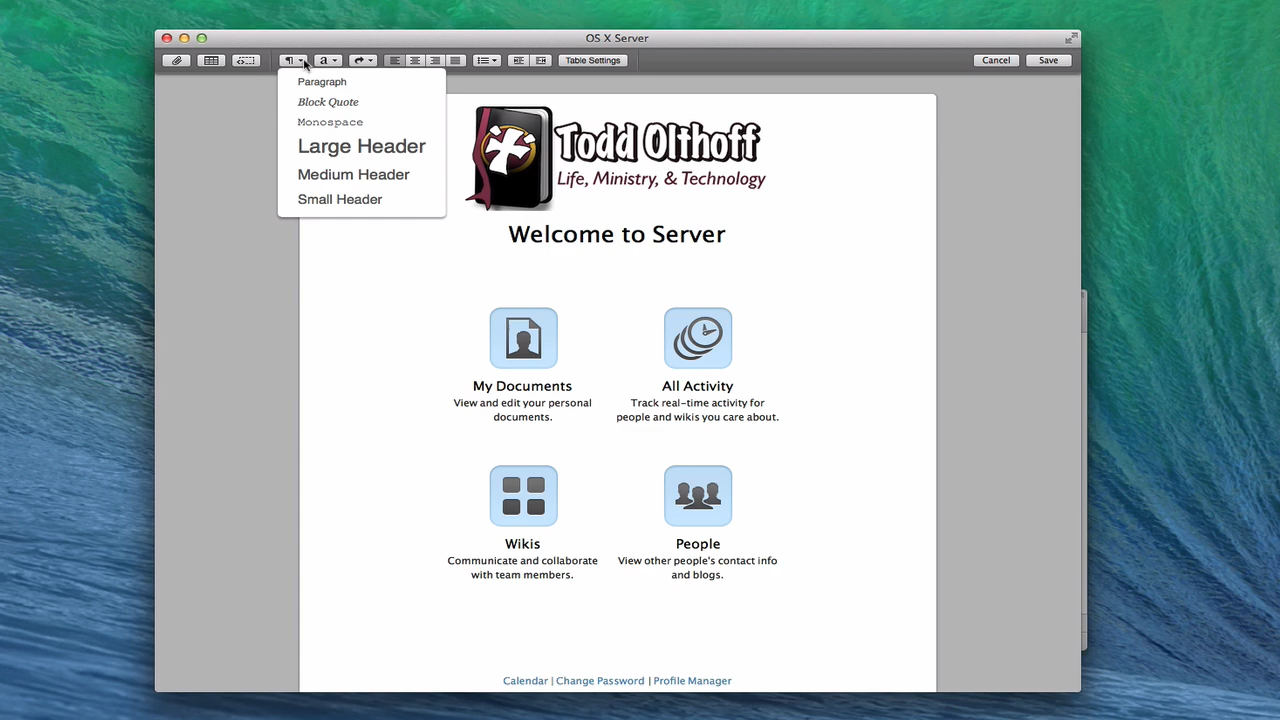 OS X Server
¶
a
Table Settings
Cancel
Save
Paragraph
Block Quote
Monospace
Large Header
Medium Header
Small Header
Todd Olthoff
Life, Ministry, & Technology
Welcome to Server
My Documents
View and edit your personal
documents.
All Activity
Track real-time activity for
people and wikis you care about.
Wikis
Communicate and collaborate
with team members.
People
View other people's contact info
and blogs.
Calendar | Change Password | Profile Manager